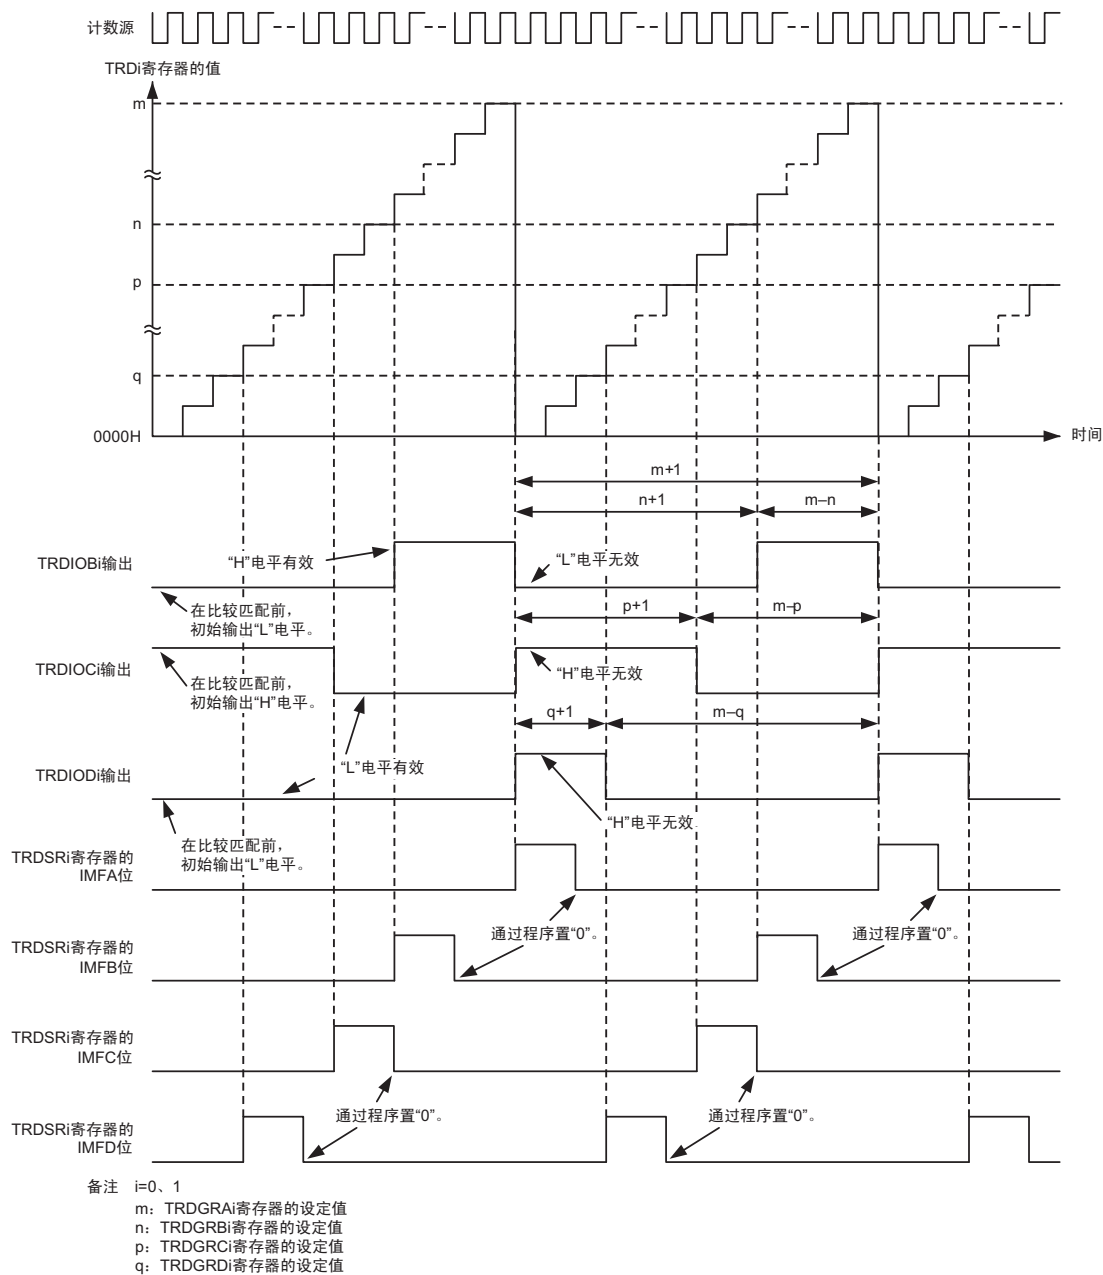 计数源
TRDi寄存器的值
m
n
p
q
0000H
时间
m+1
n+1
m–n
TRDIOBi输出
“H”电平有效
“L”电平无效
在比较匹配前，
初始输出“L”电平。
p+1
m–p
TRDIOCi输出
“H”电平无效
在比较匹配前，
初始输出“H”电平。
q+1
m–q
“L”电平有效
TRDIODi输出
“H”电平无效
在比较匹配前，
初始输出“L”电平。
TRDSRi寄存器的
IMFA位
通过程序置“0”。
通过程序置“0”。
TRDSRi寄存器的
IMFB位
TRDSRi寄存器的
IMFC位
通过程序置“0”。
通过程序置“0”。
TRDSRi寄存器的
IMFD位
备注 i=0、1
m：TRDGRAi寄存器的设定值
n：TRDGRBi寄存器的设定值
p：TRDGRCi寄存器的设定值
q：TRDGRDi寄存器的设定值